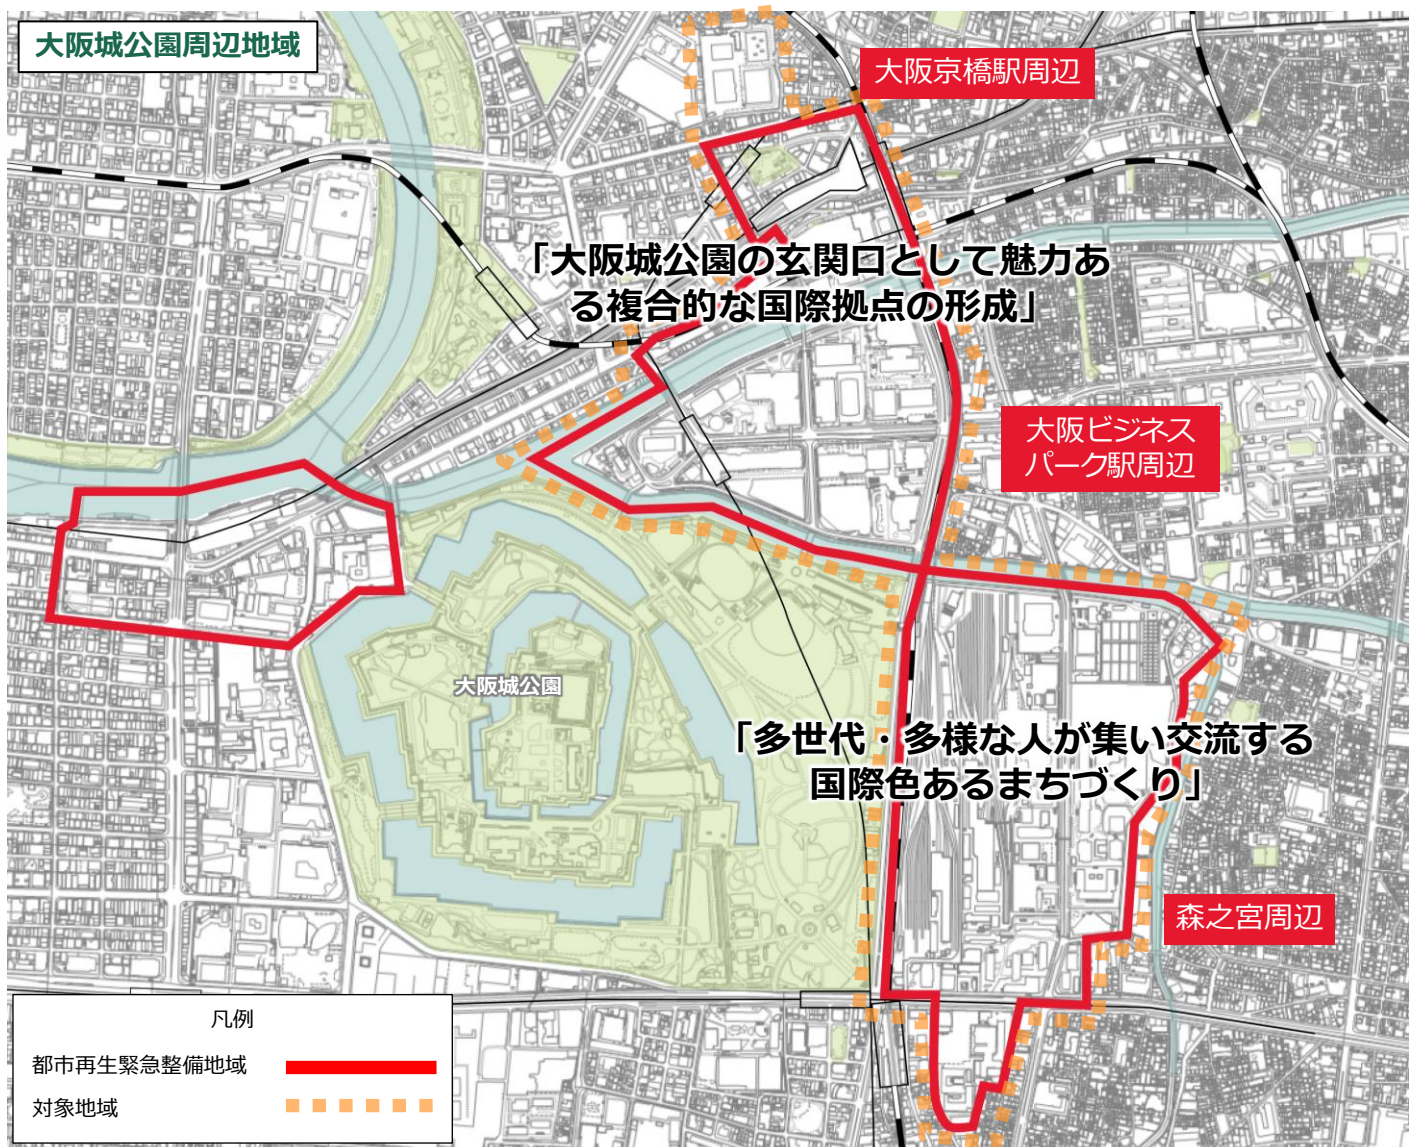 大阪城公園周辺地域
大阪京橋駅周辺
「大阪城公園の玄関口として魅力あ
る複合的な国際拠点の形成」
大阪ビジネス
パーク駅周辺
大阪城公園
「多世代・多様な人が集い交流する
国際色あるまちづくり」
森之宮周辺
凡例
都市再生緊急整備地域
対象地域